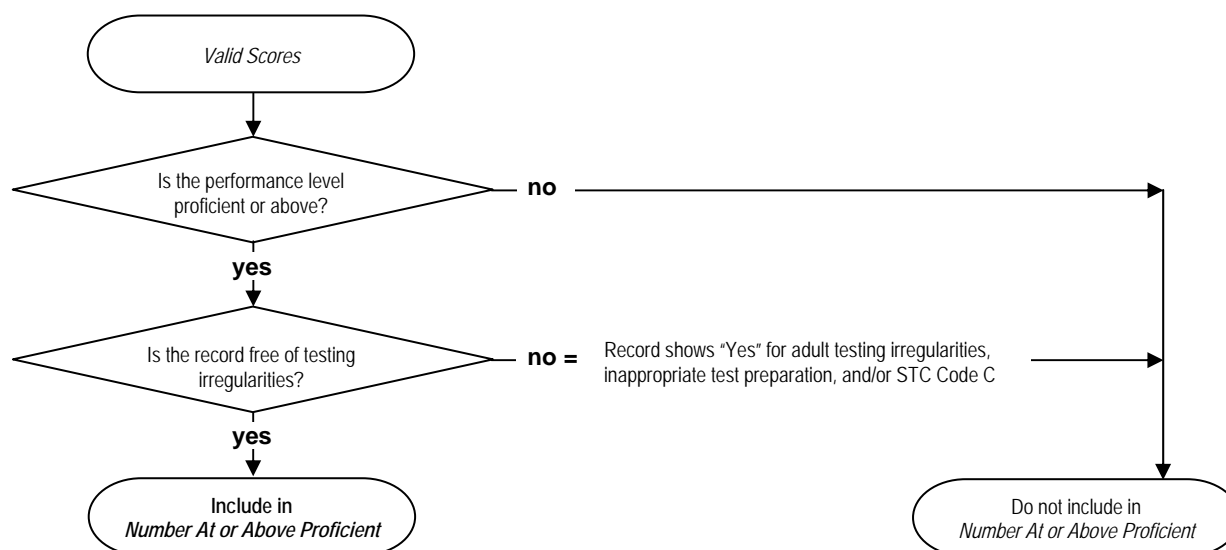 Valid Scores
Is the performance level
proficient or above?
no
yes
Is the record free of testing
irregularities?
no =
Record shows “Yes” for adult testing irregularities,
inappropriate test preparation, and/or STC Code C
yes
Include in
Number At or Above Proficient
Do not include in
Number At or Above Proficient